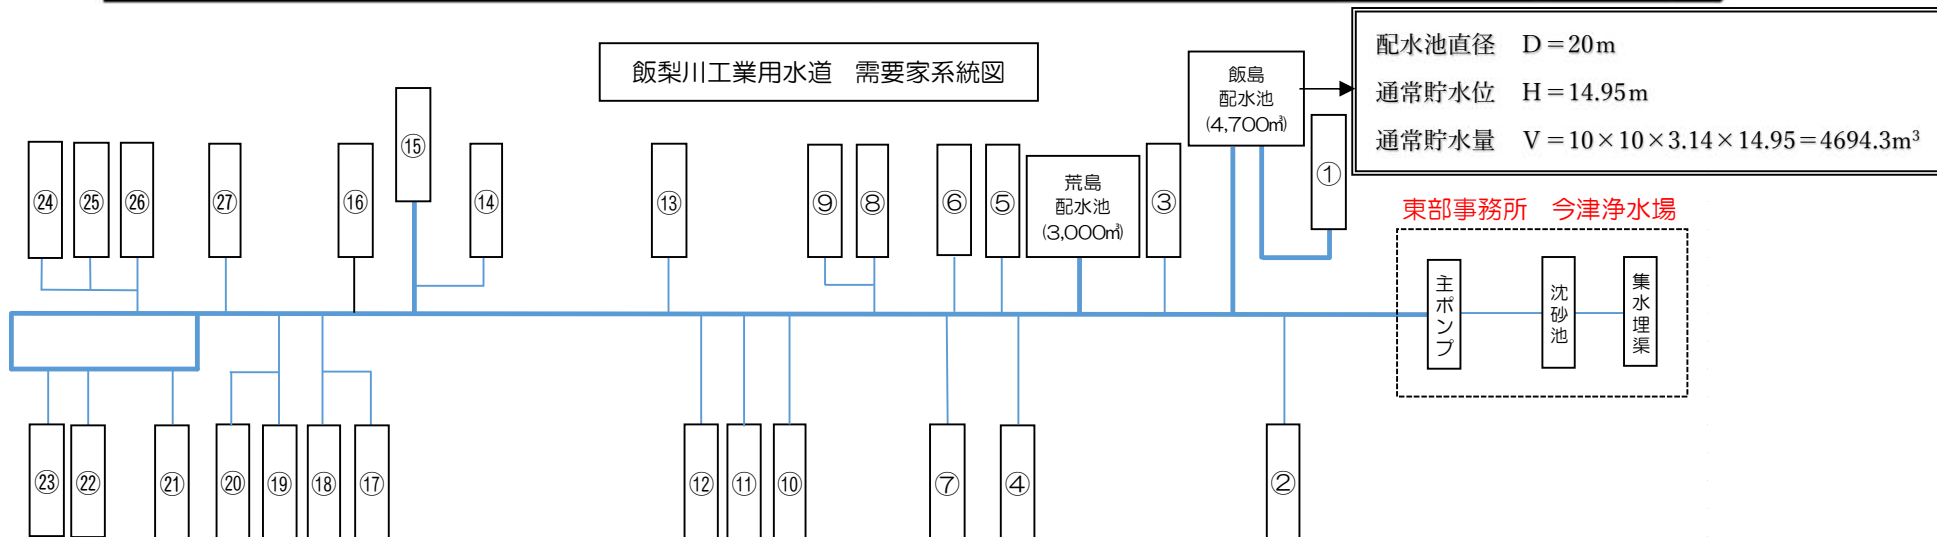 飯梨川工業用水道　需要家系統図
飯島
配水池
(4,700㎥)
配水池直径　D＝20m
通常貯水位　H＝14.95m
通常貯水量　V＝10×10×3.14×14.95＝4694.3m³
東部事務所　今津浄水場
主ポンプ
沈砂池
集水埋渠
荒島
配水池
(3,000㎥)
㉔
㉕
㉖
㉗
⑯
⑮
⑭
⑬
⑨
⑧
⑥
⑤
③
①
㉓
㉒
㉑
⑳
⑲
⑱
⑰
⑫
⑪
⑩
⑦
④
②